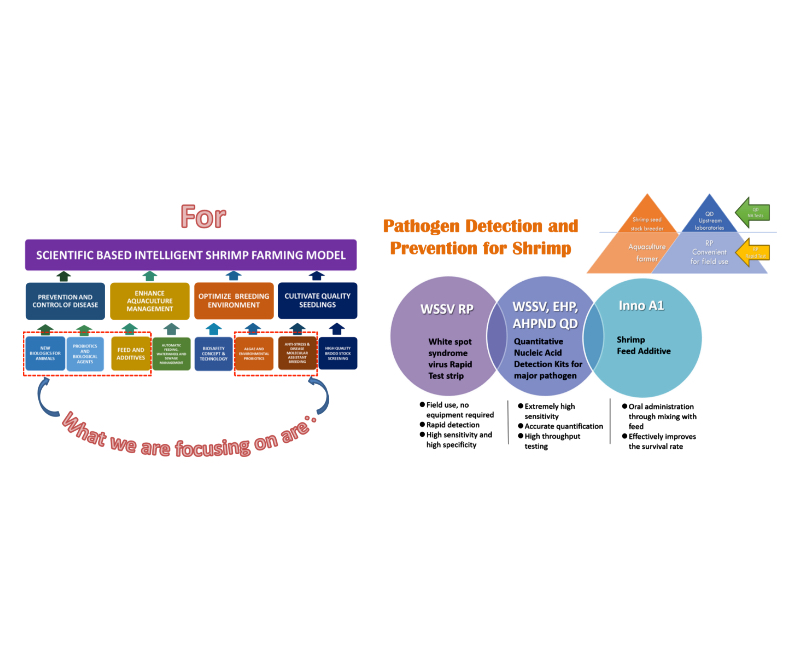 For
SCIENTIFIC BASED INTELLIGENT SHRIMP FARMING MODEL
PREVENTION AND
CONTROL OF DISEASE
ENHANCE
AQUACULTURE
MANAGEMENT
OPTIMIZE BREEDING
ENVIRONMENT
CULTIVATE QUALITY
SEEDLINGS
NEW
BIOLOGICS FOR
ANIMALS
PROBIOTICS
AND
BIOLOGICAL
AGENTS
FEED AND
ADDITIVES
AUTOMATIC
FEEDING,
MANAGEMENT
BIOSAFETY
CONCEPT &
TECHNOLOGY
ALGAE AND
ENVIRONMENTAL
PROBIOTICS
ANTI-STRESS &
DISEASE
MOLECULAR
ASSISTANT
BREEDING
HIGH QUALITY
BROOD STOCK
SCREENING
What we are focusing on are:
Pathogen Detection and
Prevention for Shrimp
Shrimp seed
stock breeder
Aquaculture
farmer
QD
Upstream
laboratories
RP
Convenient
for Field use
WSSV RP
White spot
syndrome
virus Rapid
Test strip
WSSV, EHP,
AHPND QD
Quantitative
Nucleic Acid
Detection Kits for
major pathogen
Inno A1
Shrimp
Feed Additive
● Field use, no
equipment required
● Rapid detection
● High sensitivity and
high specificity
● Extremely high
sensitivity
● Accurate quantification
● High throughput
testing
● Oral administration
through mixing with
feed
● Effectively improves
the survival rate